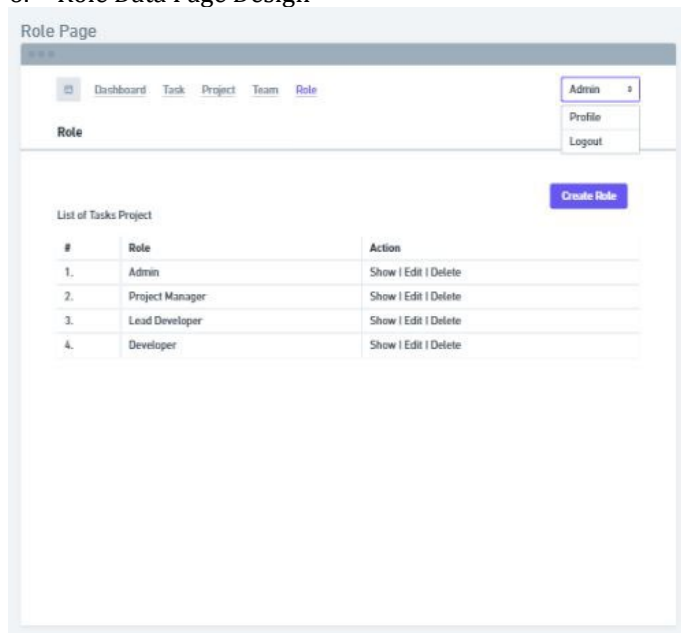 Role Data Page Design
Role Page
Dashboard Task Project Team Role
Admin
Profile
Logout
Role
Create Role
List of Tasks Project
# Role Action
1. Admin Show | Edit | Delete
2. Project Manager Show | Edit | Delete
3. Lead Developer Show | Edit | Delete
4. Developer Show | Edit | Delete